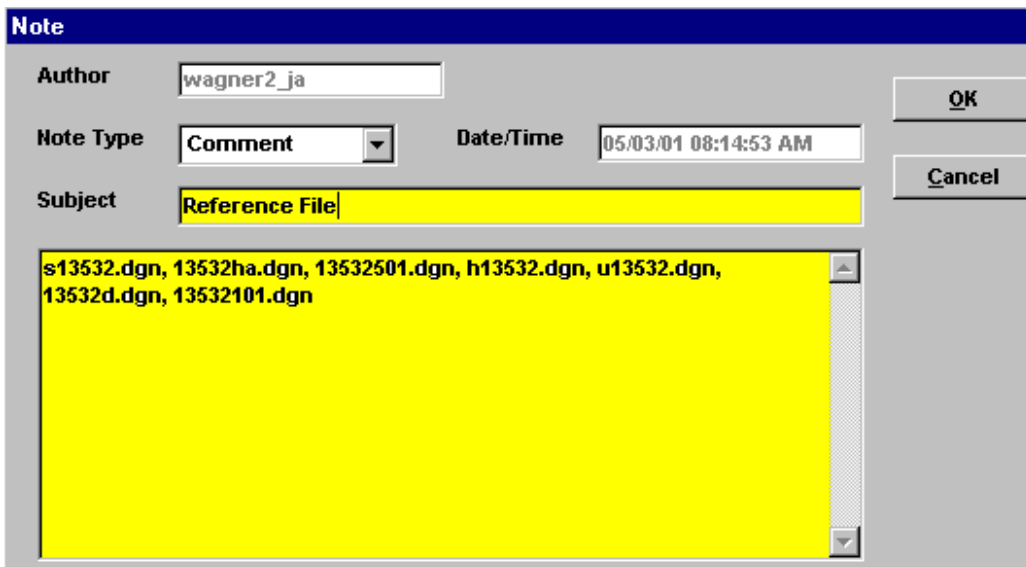 Note
Author wagner2_ja
OK
Note Type Comment Date/Time 05/03/01 08:14:53 AM
Cancel
Subject Reference File
s13532.dgn, 13532ha.dgn, 13532501.dgn, h13532.dgn, u13532.dgn,
13532d.dgn, 13532101.dgn